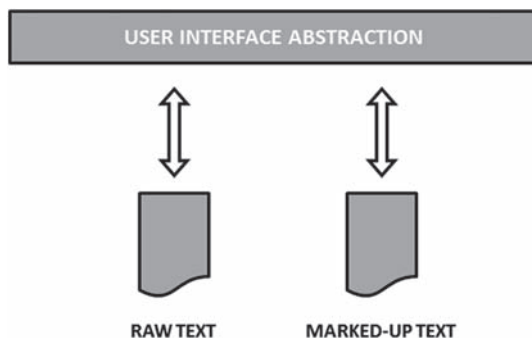 USER INTERFACE ABSTRACTION
RAW TEXT
MARKED-UP TEXT